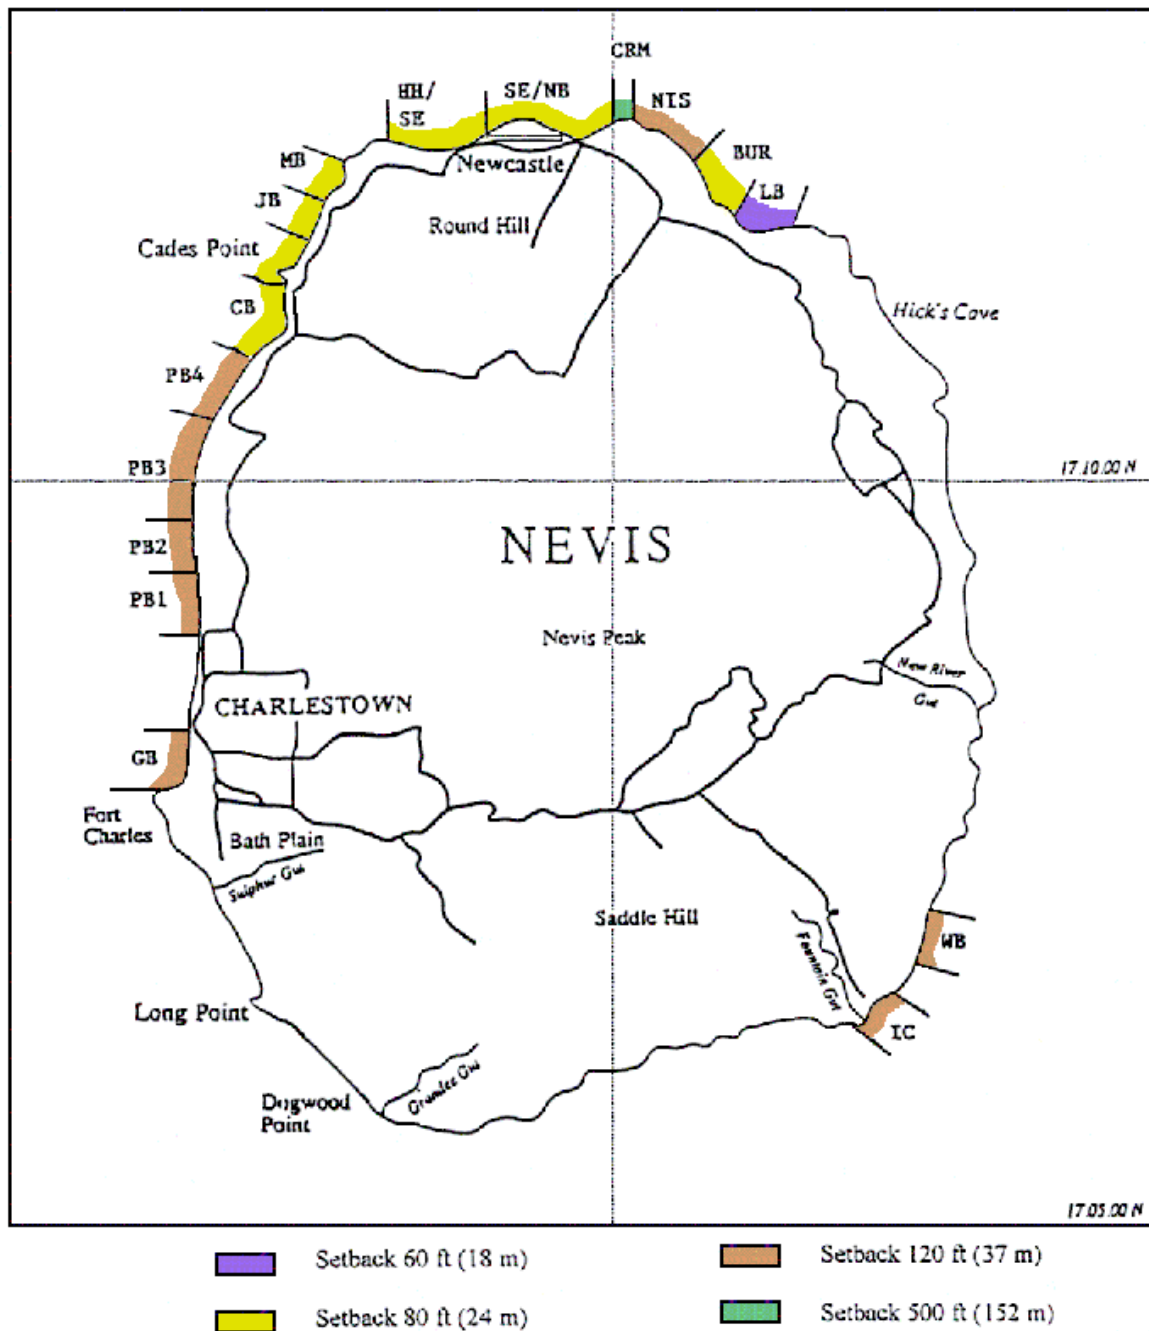 CRM
HH/
SE
SE/NB
NIS
MB
Newcastle
BUR
JB
LB
Round Hill
Cades Point
CB
Hick's Cove
PB4
PB3
17.10.00 N
PB2
NEVIS
PB1
Nevis Peak
New River
Gut
CHARLESTOWN
GB
Fort
Charles
Bath Plain
Sulphur Gut
Saddle Hill
WB
Fountain Gut
Long Point
IC
Dogwood
Point
Grandee Gut
17.05.00 N
Setback 60 ft (18 m)
Setback 120 ft (37 m)
Setback 80 ft (24 m)
Setback 500 ft (152 m)